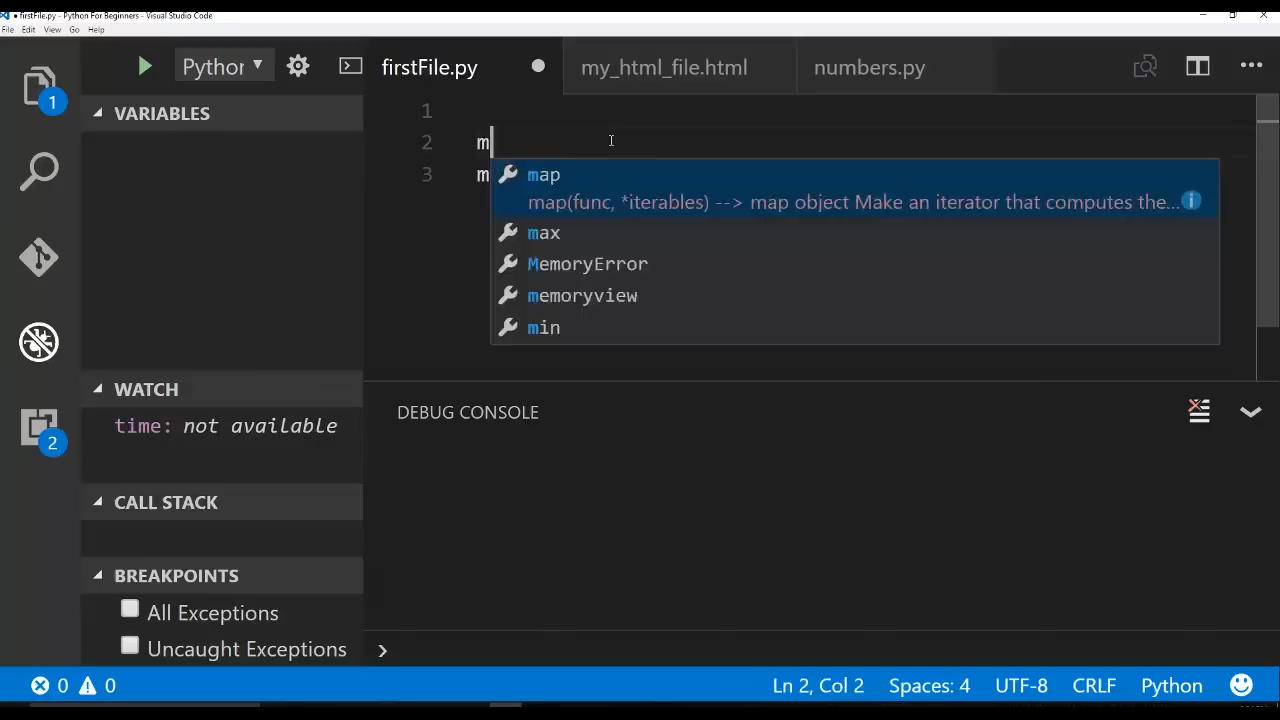 • firstFile.py - Python For Beginners - Visual Studio Code
File Edit View Go Help
Python
firstFile.py
my_html_file.html
numbers.py
1
VARIABLES
1
2 m
3 m
map
map(func, *iterables) --> map object Make an iterator that computes the...
max
MemoryError
memoryview
min
WATCH
time: not available
2
DEBUG CONSOLE
CALL STACK
BREAKPOINTS
All Exceptions
Uncaught Exceptions
0 0
Ln 2, Col 2
Spaces: 4
UTF-8
CRLF
Python